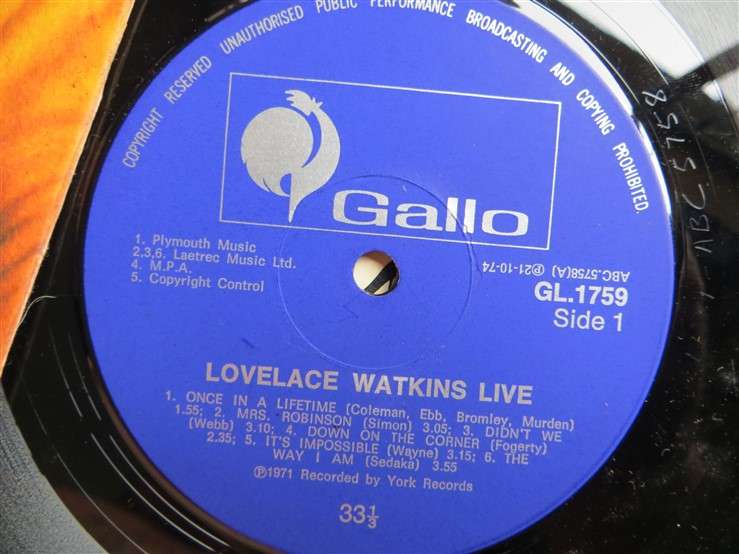 COPYRIGHT RESERVED UNAUTHORISED PUBLIC PERFORMANCE BROADCASTING AND COPYING PROHIBITED.
Gallo
1. Plymouth Music
2.3,6. Laetrec Music Ltd.
4. M.P.A.
5. Copyright Control
ABC.5758(A) Ⓟ21-10-74
GL.1759
Side 1
LOVELACE WATKINS LIVE
1. ONCE IN A LIFETIME (Coleman, Ebb, Bromley, Murden)
1.55; 2. MRS. ROBINSON (Simon) 3.05; 3. DIDN'T WE
(Webb) 3.10; 4. DOWN ON THE CORNER (Fogerty)
2.35; 5. IT'S IMPOSSIBLE (Wayne) 3.15; 6. THE
WAY I AM (Sedaka) 3.55
Ⓟ1971 Recorded by York Records
33⅓
ABC 5758